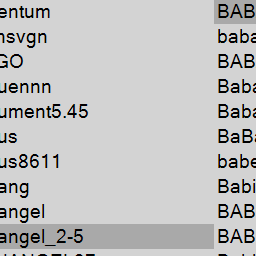 entum BAB
nsvgn baba
GO BAB
uennn Baba
ument5.45 Baba
us BaBa
us8611 babe
ang Babi
angel BAB
angel_2-5 BAB